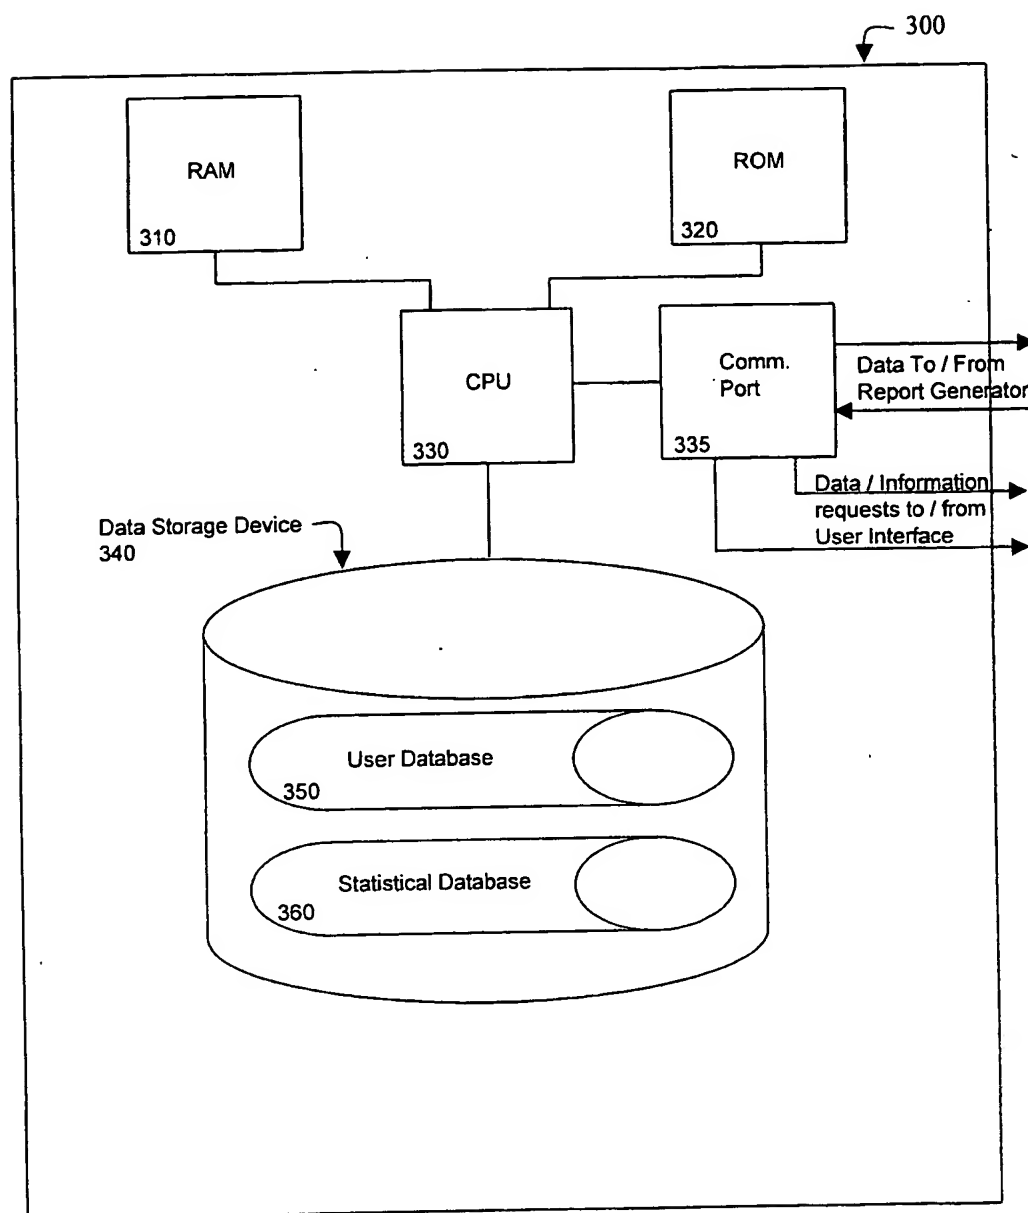 300
RAM
310
ROM
320
CPU
330
Comm.
Port
335
Data To / From
Report Generator
Data / Information
requests to / from
User Interface
Data Storage Device
340
User Database
350
Statistical Database
360